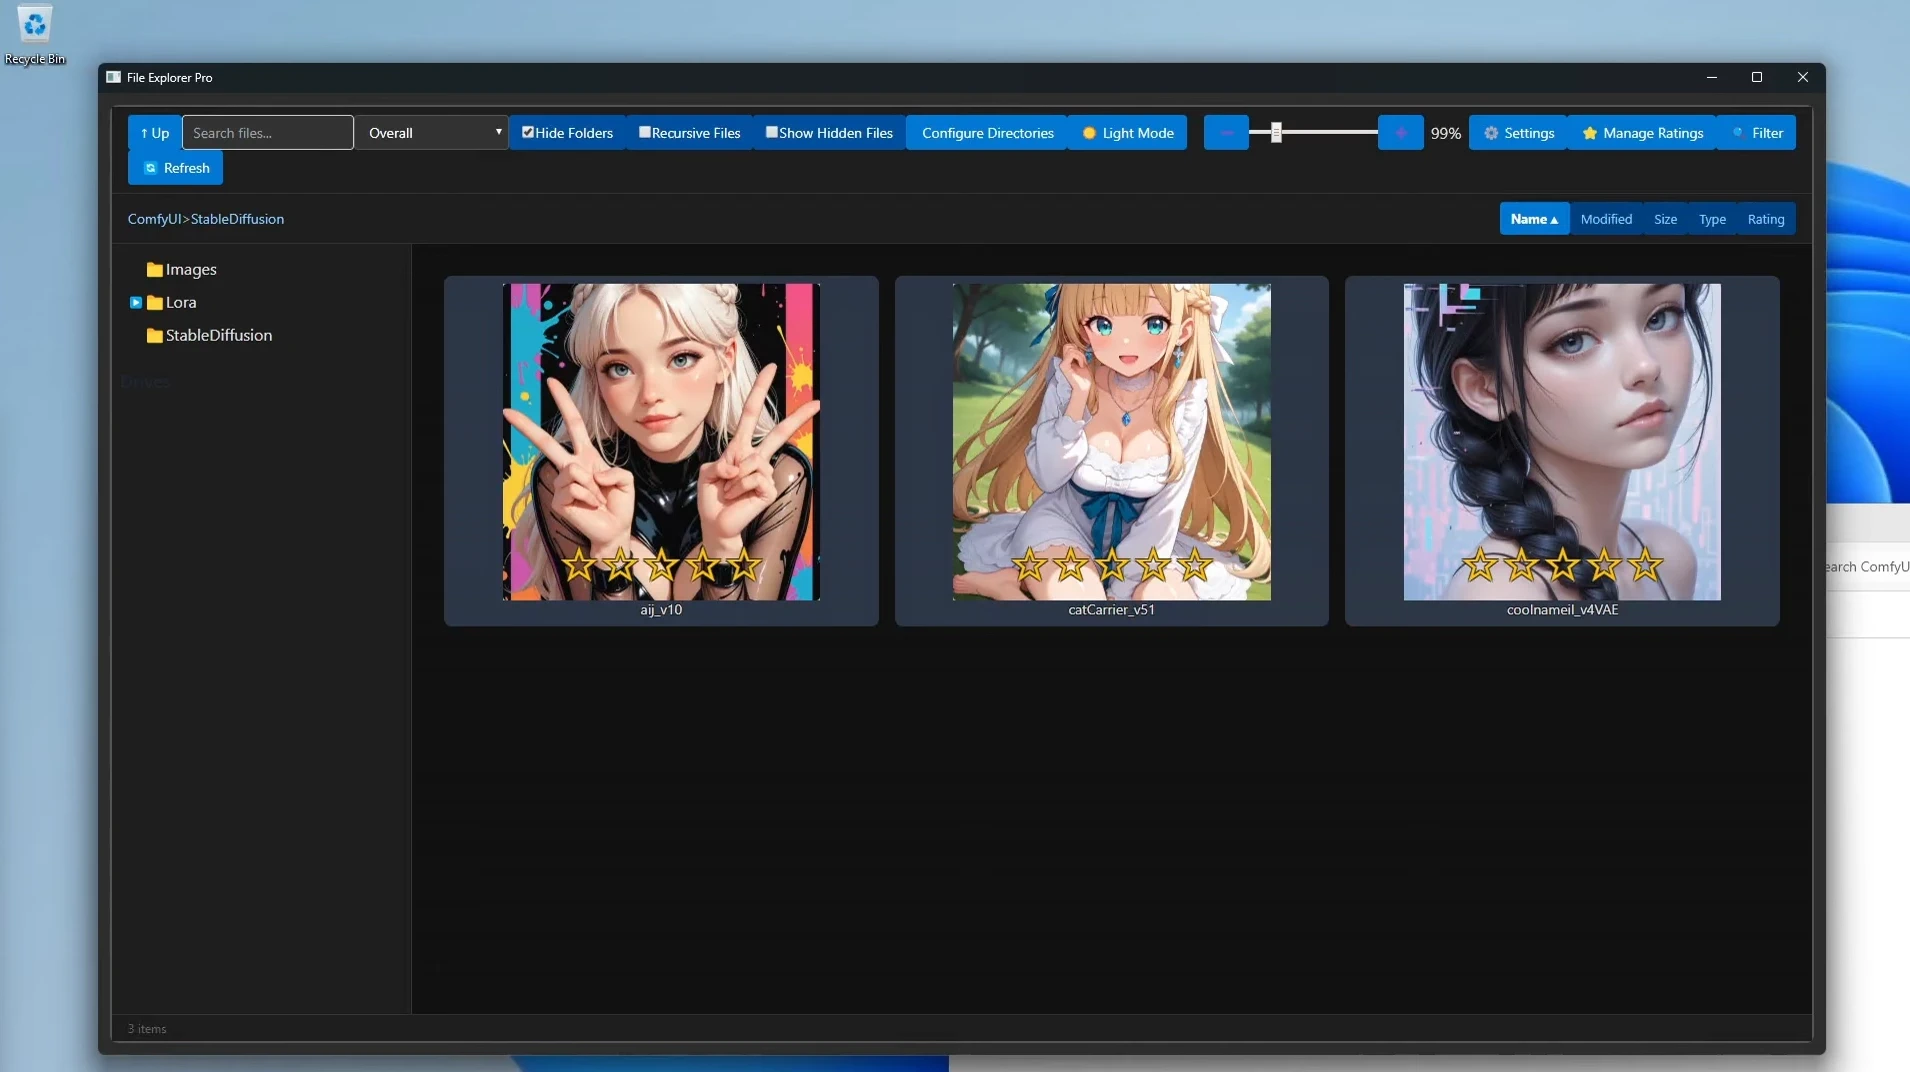 Recycle Bin
File Explorer Pro
↑ Up
Search files...
Overall
Hide Folders
Recursive Files
Show Hidden Files
Configure Directories
Light Mode
99%
Settings
Manage Ratings
Filter
Refresh
ComfyUI>StableDiffusion
Name▲
Modified
Size
Type
Rating
Images
Lora
StableDiffusion
Drives
aij_v10
catCarrier_v51
coolnameil_v4VAE
earch ComfyU
3 items